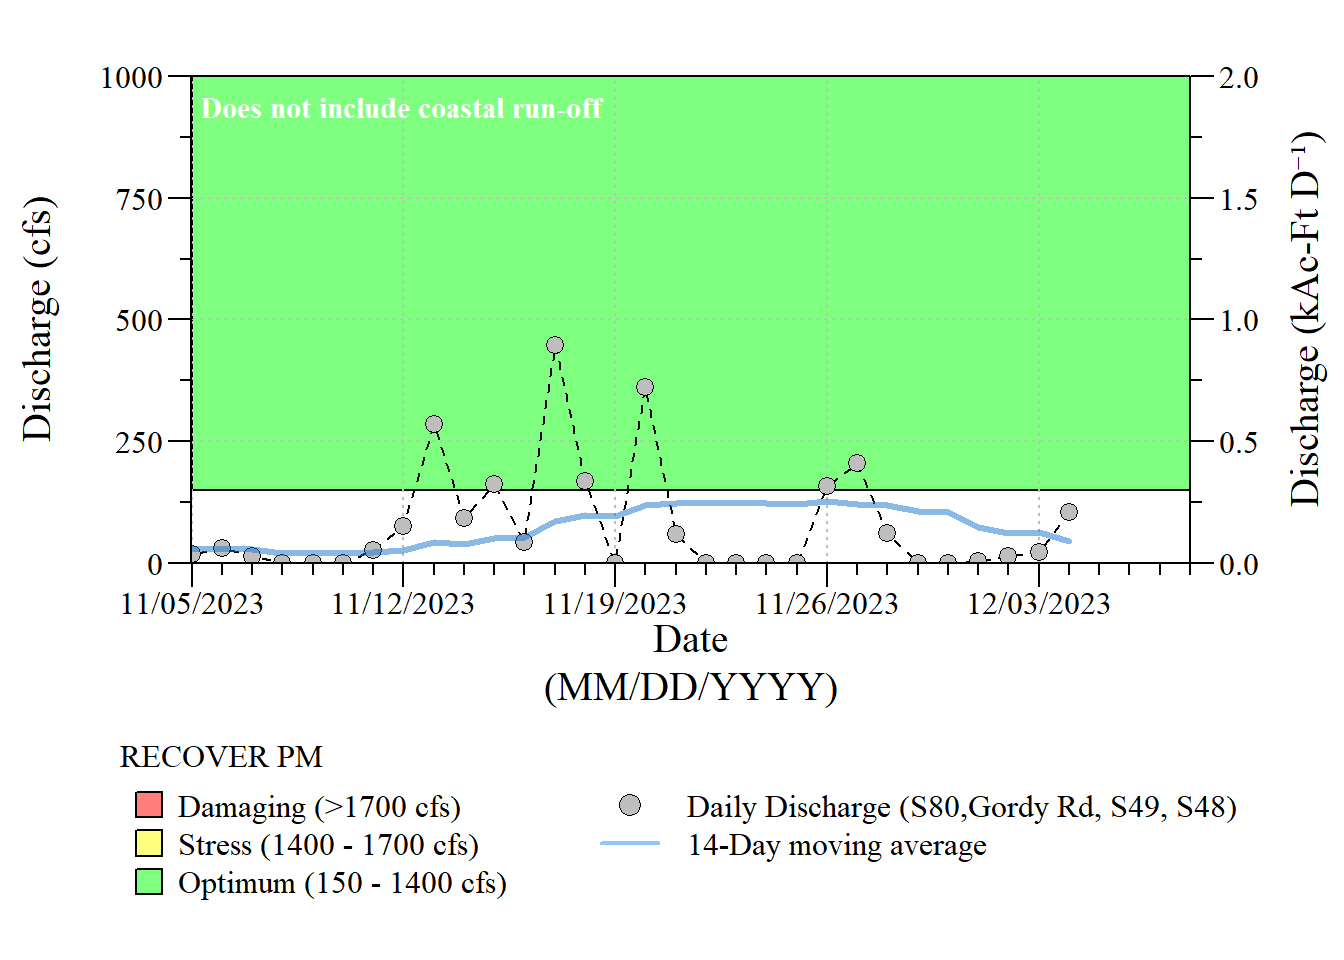 1000
750
500
250
0
Discharge (cfs)
Does not include coastal run-off
2.0
1.5
1.0
0.5
0.0
Discharge (kAc-Ft D⁻¹)
11/05/2023
11/12/2023
11/19/2023
11/26/2023
12/03/2023
Date
(MM/DD/YYYY)
RECOVER PM
Damaging (>1700 cfs)
Stress (1400 - 1700 cfs)
Optimum (150 - 1400 cfs)
Daily Discharge (S80,Gordy Rd, S49, S48)
14-Day moving average